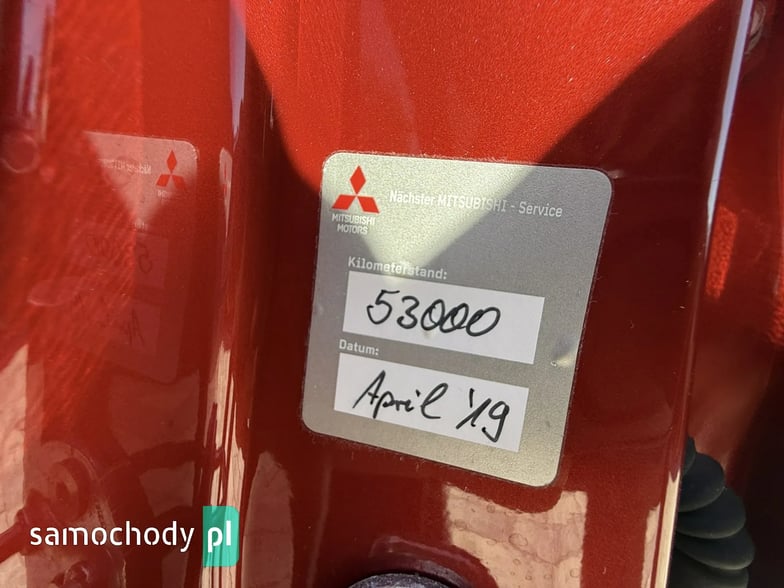 MITSUBISHI
MOTORS
Nächster MITSUBISHI - Service
Kilometerstand:
53000
Datum:
April '19
samochody pl